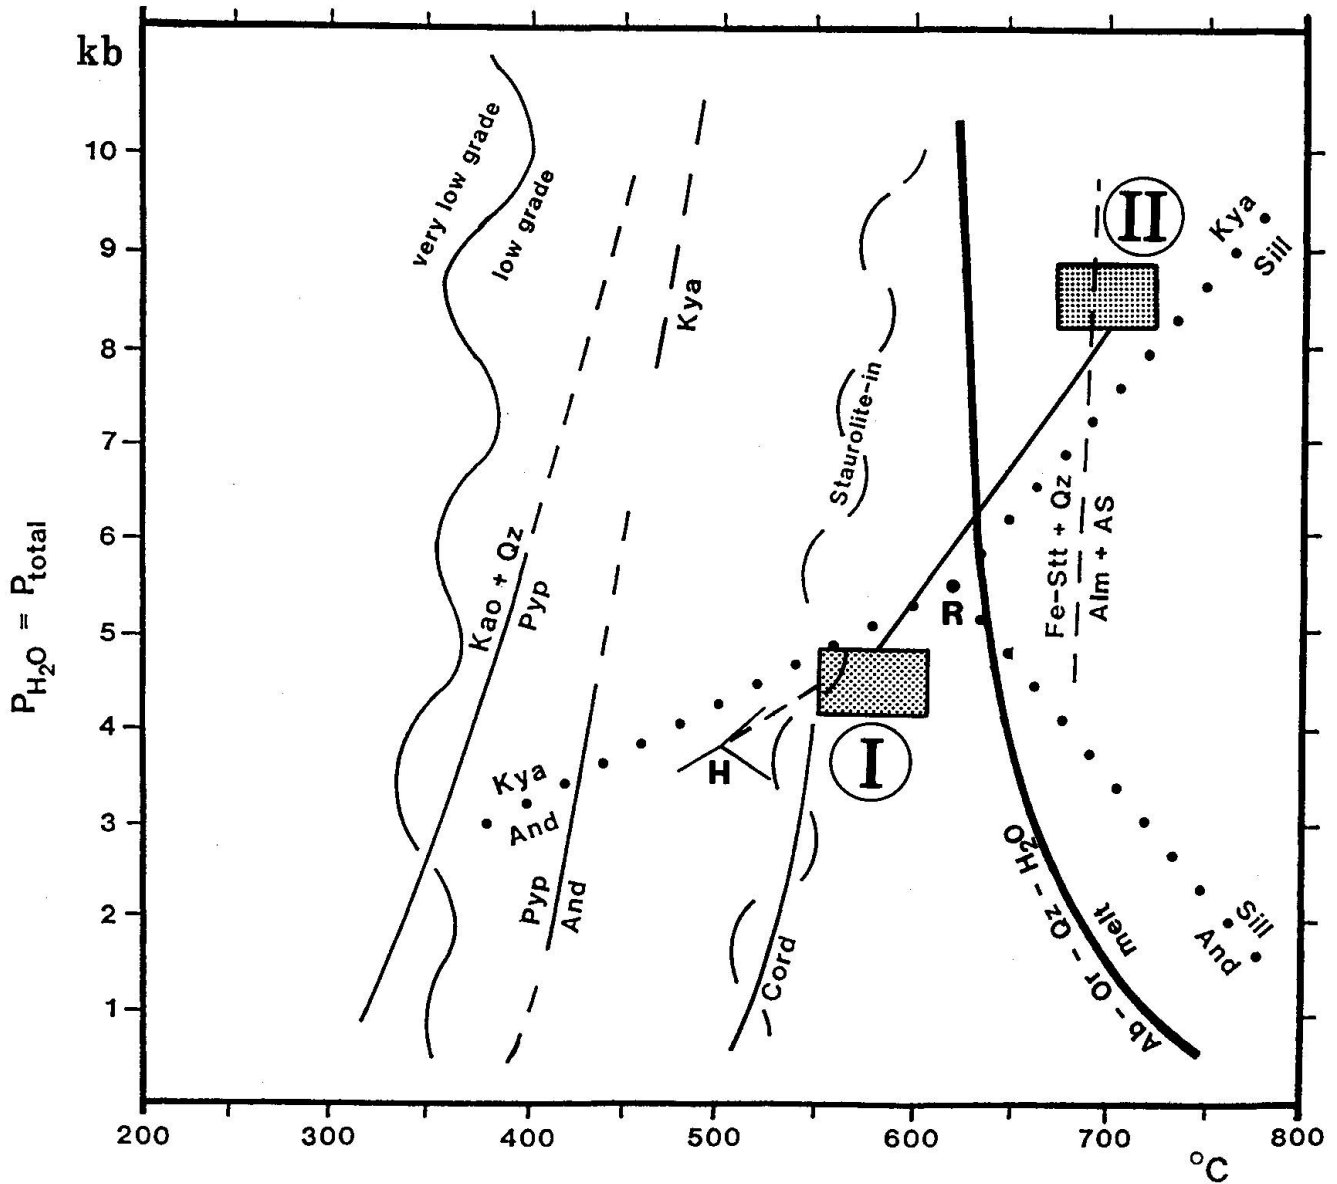 kb
10
9
8
7
6
5
4
3
2
1
P_H₂O = P_total
200
300
400
500
600
700
800
°C
very low grade
low grade
Kao + Qz
Pyp
Kya
Staurolite-in
II
Kya
Sill
Fe-Stt + Qz
Alm + AS
R
I
H
Kya
And
Pyp
And
Cord
Ab - Or - Qz - H₂O
melt
Sill
And